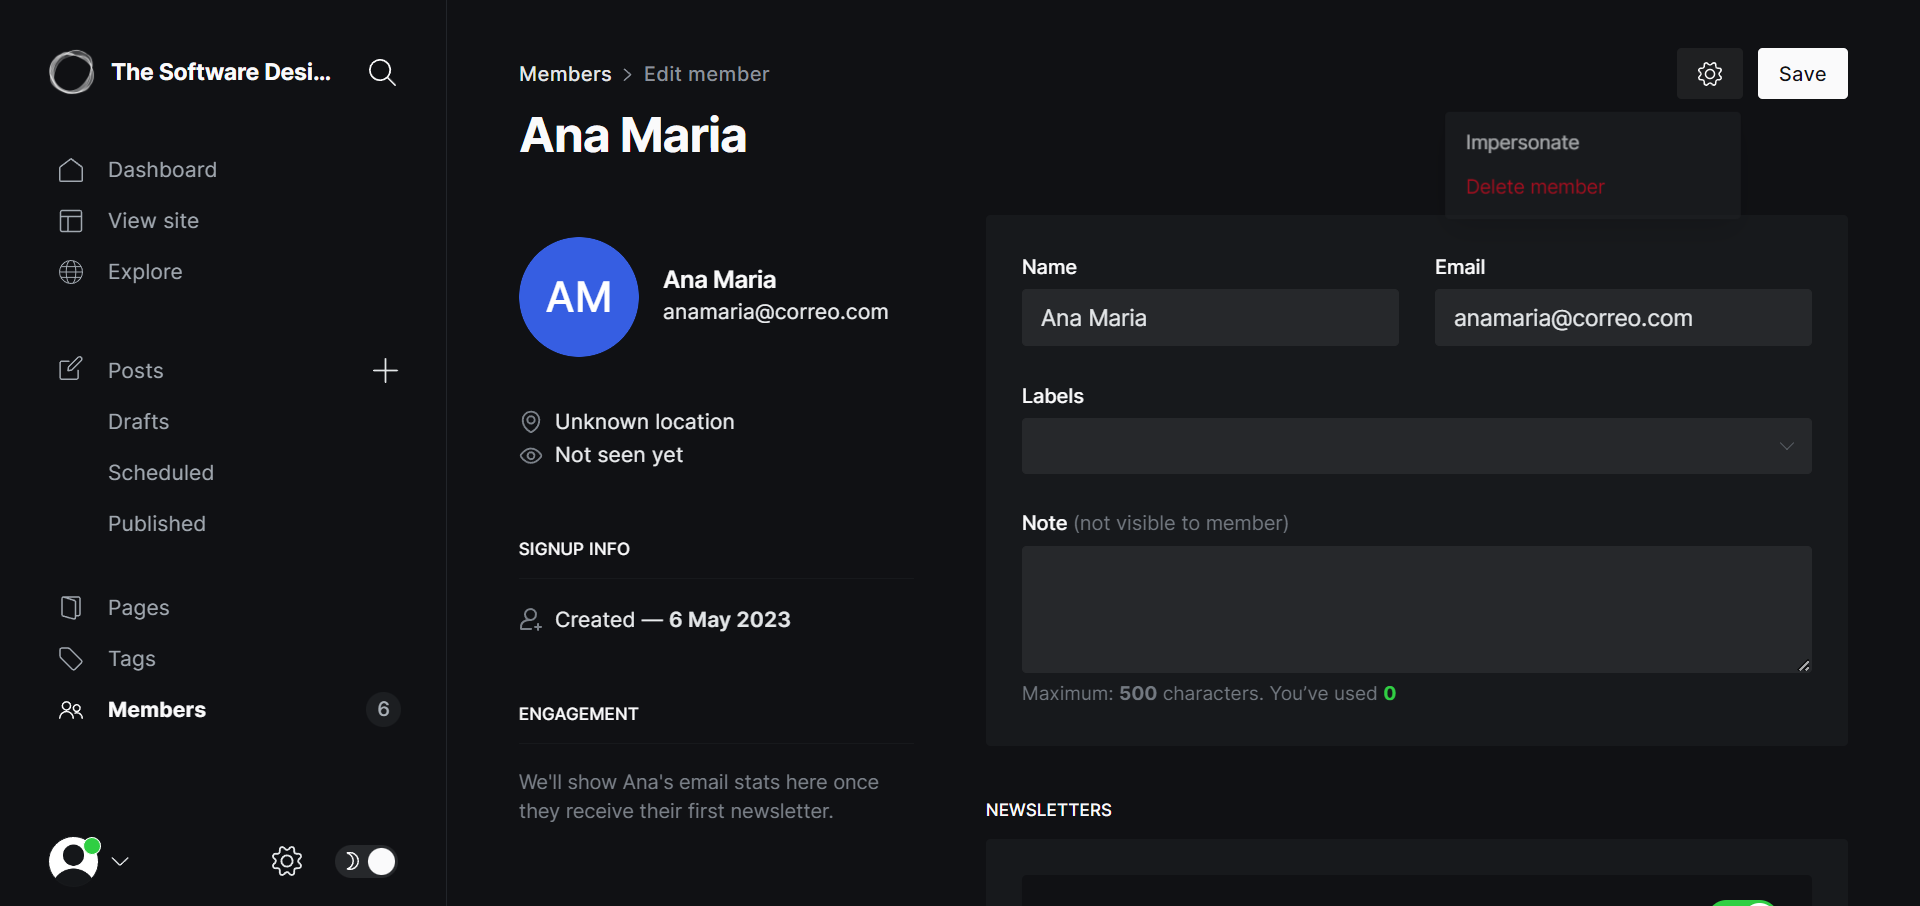 The Software Desi...
Dashboard
View site
Explore
Posts
Drafts
Scheduled
Published
Pages
Tags
Members
6
Members > Edit member
Save
Ana Maria
Impersonate
Delete member
AM
Ana Maria
anamaria@correo.com
Unknown location
Not seen yet
SIGNUP INFO
Created — 6 May 2023
ENGAGEMENT
We'll show Ana's email stats here once
they receive their first newsletter.
Name
Ana Maria
Email
anamaria@correo.com
Labels
Note (not visible to member)
Maximum: 500 characters. You’ve used 0
NEWSLETTERS